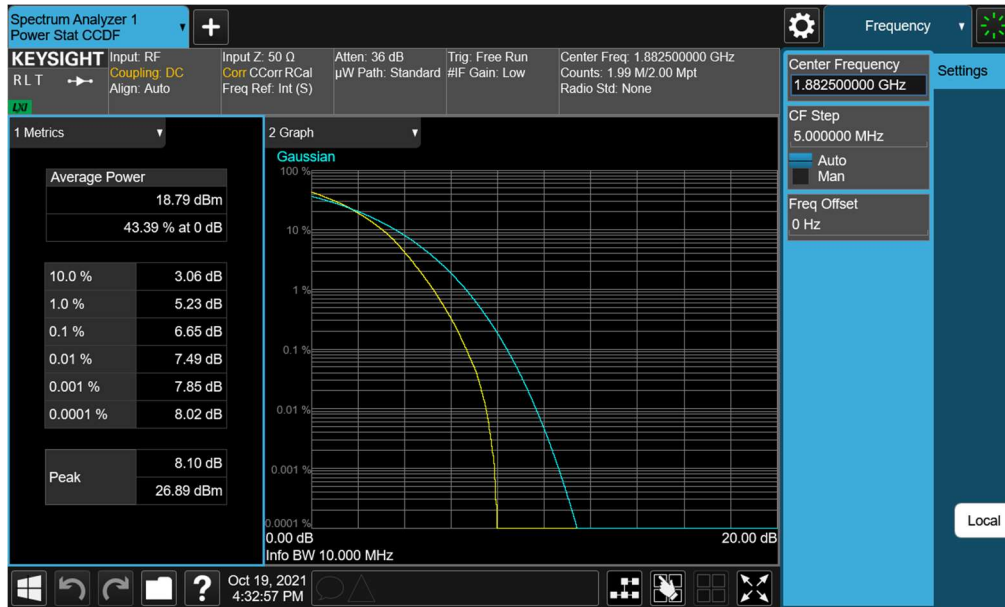 Spectrum Analyzer 1
Power Stat CCDF
Frequency
KEYSIGHT
R L T
LXI
Input: RF
Coupling: DC
Align: Auto
Input Z: 50 Ω
Corr CCorr RCal
Freq Ref: Int (S)
Atten: 36 dB
µW Path: Standard
Trig: Free Run
#IF Gain: Low
Center Freq: 1.882500000 GHz
Counts: 1.99 M/2.00 Mpt
Radio Std: None
Center Frequency
1.882500000 GHz
Settings
CF Step
5.000000 MHz
Auto
Man
Freq Offset
0 Hz
Local
1 Metrics
Average Power
18.79 dBm
43.39 % at 0 dB
10.0 % 3.06 dB
1.0 % 5.23 dB
0.1 % 6.65 dB
0.01 % 7.49 dB
0.001 % 7.85 dB
0.0001 % 8.02 dB
Peak
8.10 dB
26.89 dBm
2 Graph
Gaussian
100 %
10 %
1 %
0.1 %
0.01 %
0.001 %
0.0001 %
0.00 dB
20.00 dB
Info BW 10.000 MHz
?
Oct 19, 2021
4:32:57 PM